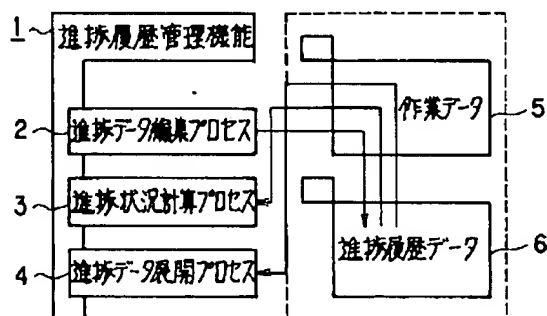 1 進捗履歴管理機能
作業データ 5
2 進捗データ編集プロセス
3 進捗状況計算プロセス
進捗履歴データ 6
4 進捗データ展開プロセス